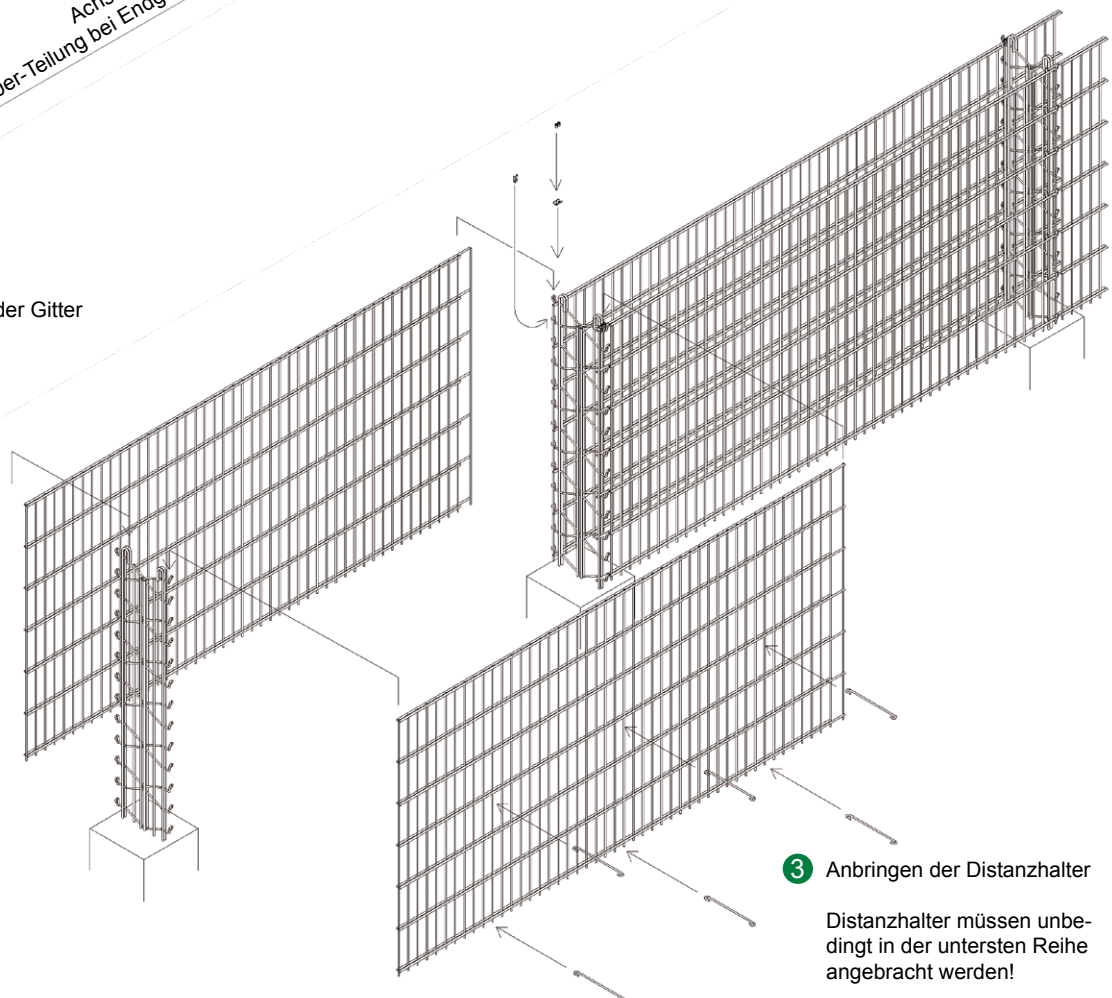 Achs
er-Teilung bei Endg
der Gitter
3 Anbringen der Distanzhalter
Distanzhalter müssen unbe-
dingt in der untersten Reihe
angebracht werden!